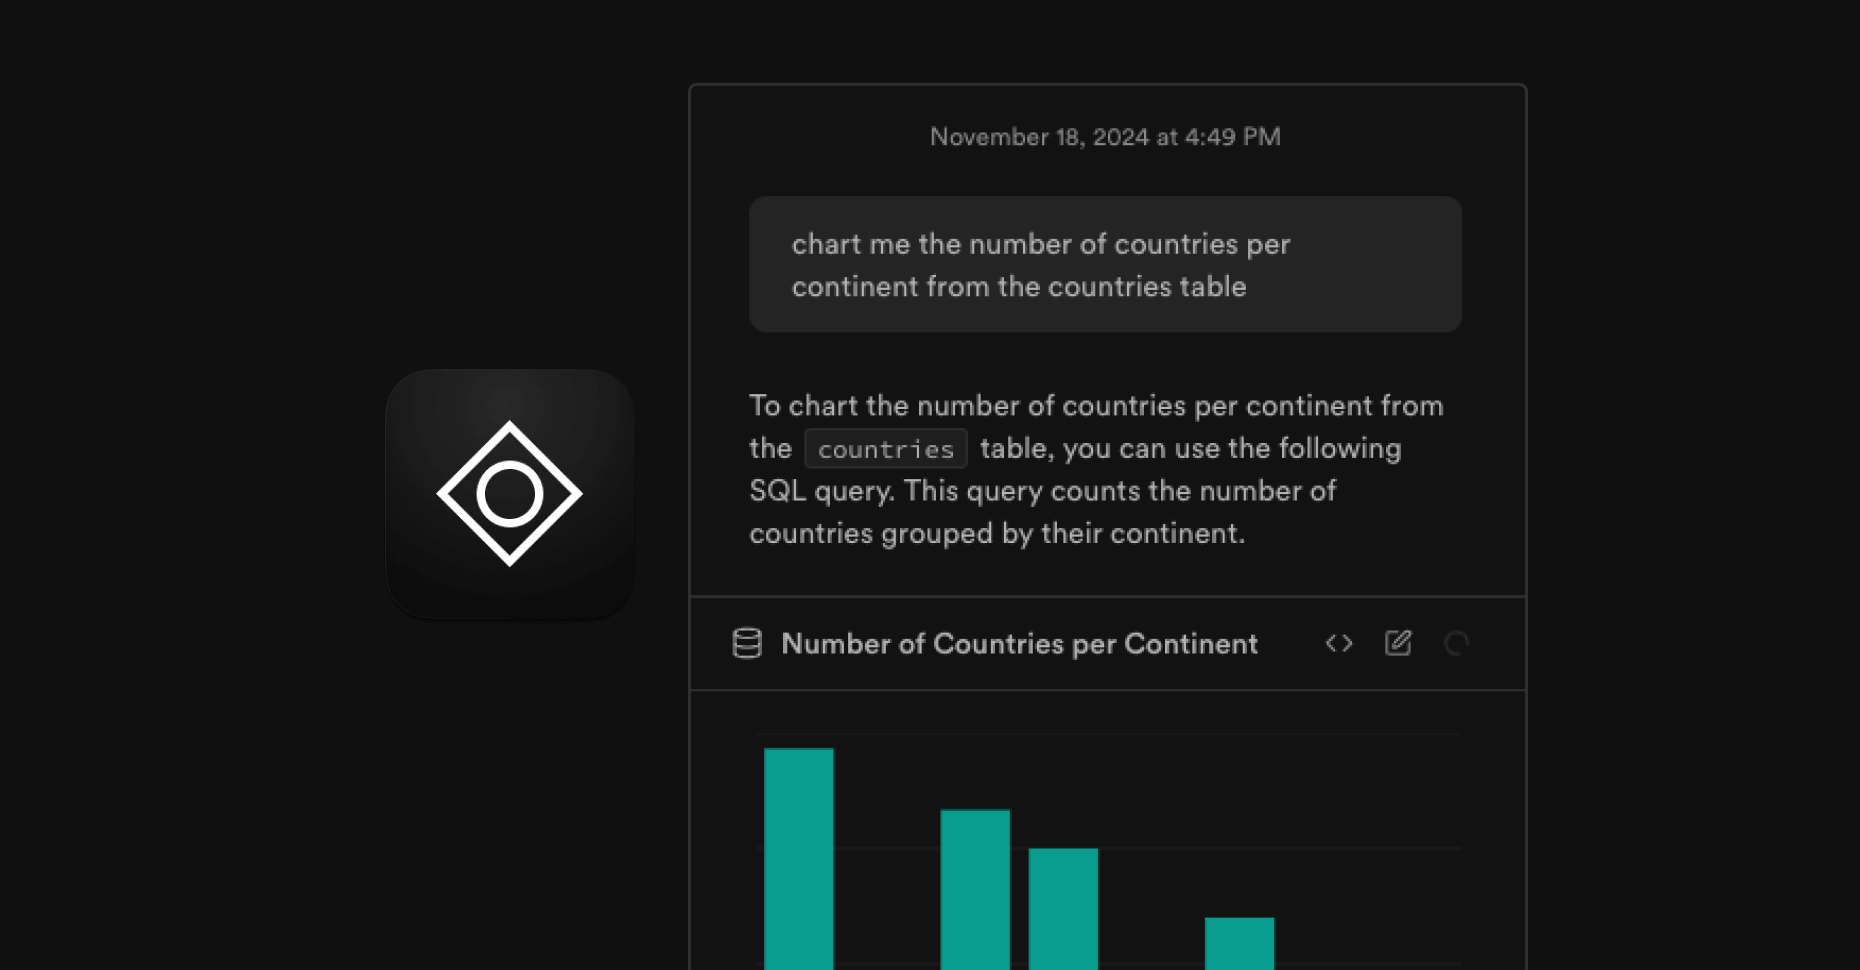 November 18, 2024 at 4:49 PM
chart me the number of countries per
continent from the countries table
To chart the number of countries per continent from
the countries table, you can use the following
SQL query. This query counts the number of
countries grouped by their continent.
Number of Countries per Continent